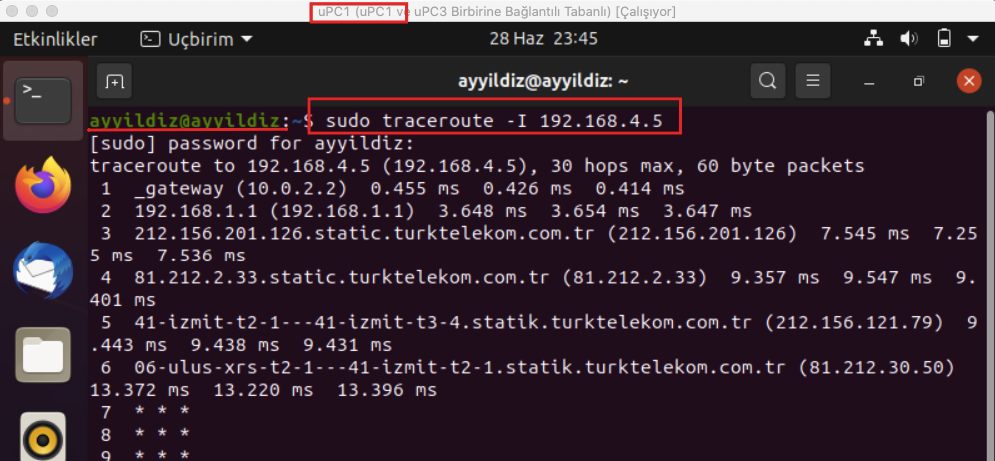 uPC1 (uPC1 ve uPC3 Birbirine Bağlantılı Tabanlı) [Çalışıyor]
Etkinlikler
Uçbirim
28 Haz 23:45
ayyildiz@ayyildiz: ~
ayyildiz@ayyildiz:~$ sudo traceroute -I 192.168.4.5
[sudo] password for ayyildiz:
traceroute to 192.168.4.5 (192.168.4.5), 30 hops max, 60 byte packets
1 _gateway (10.0.2.2) 0.455 ms 0.426 ms 0.414 ms
2 192.168.1.1 (192.168.1.1) 3.648 ms 3.654 ms 3.647 ms
3 212.156.201.126.static.turktelekom.com.tr (212.156.201.126) 7.545 ms 7.25
5 ms 7.536 ms
4 81.212.2.33.static.turktelekom.com.tr (81.212.2.33) 9.357 ms 9.547 ms 9.
401 ms
5 41-izmit-t2-1---41-izmit-t3-4.statik.turktelekom.com.tr (212.156.121.79) 9
.443 ms 9.438 ms 9.431 ms
6 06-ulus-xrs-t2-1---41-izmit-t2-1.statik.turktelekom.com.tr (81.212.30.50)
13.372 ms 13.220 ms 13.396 ms
7 * * *
8 * * *
9 * * *